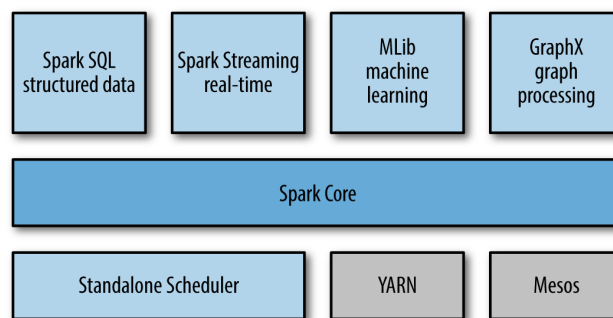 Spark SQL
structured data
Spark Streaming
real-time
MLib
machine
learning
GraphX
graph
processing
Spark Core
Standalone Scheduler
YARN
Mesos